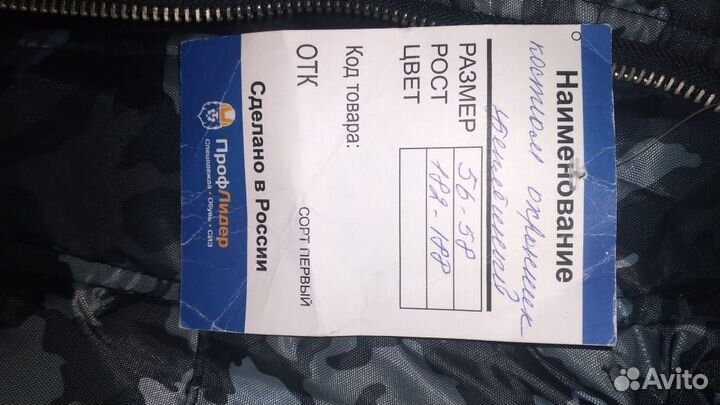 Наименование
костюм охранник
утепленный
РАЗМЕР 56-58
РОСТ 182-188
ЦВЕТ
Код товара:
ОТК СОРТ ПЕРВЫЙ
Сделано в России
ПрофЛидер
Спецодежда - Обувь - СИЗ
Avito